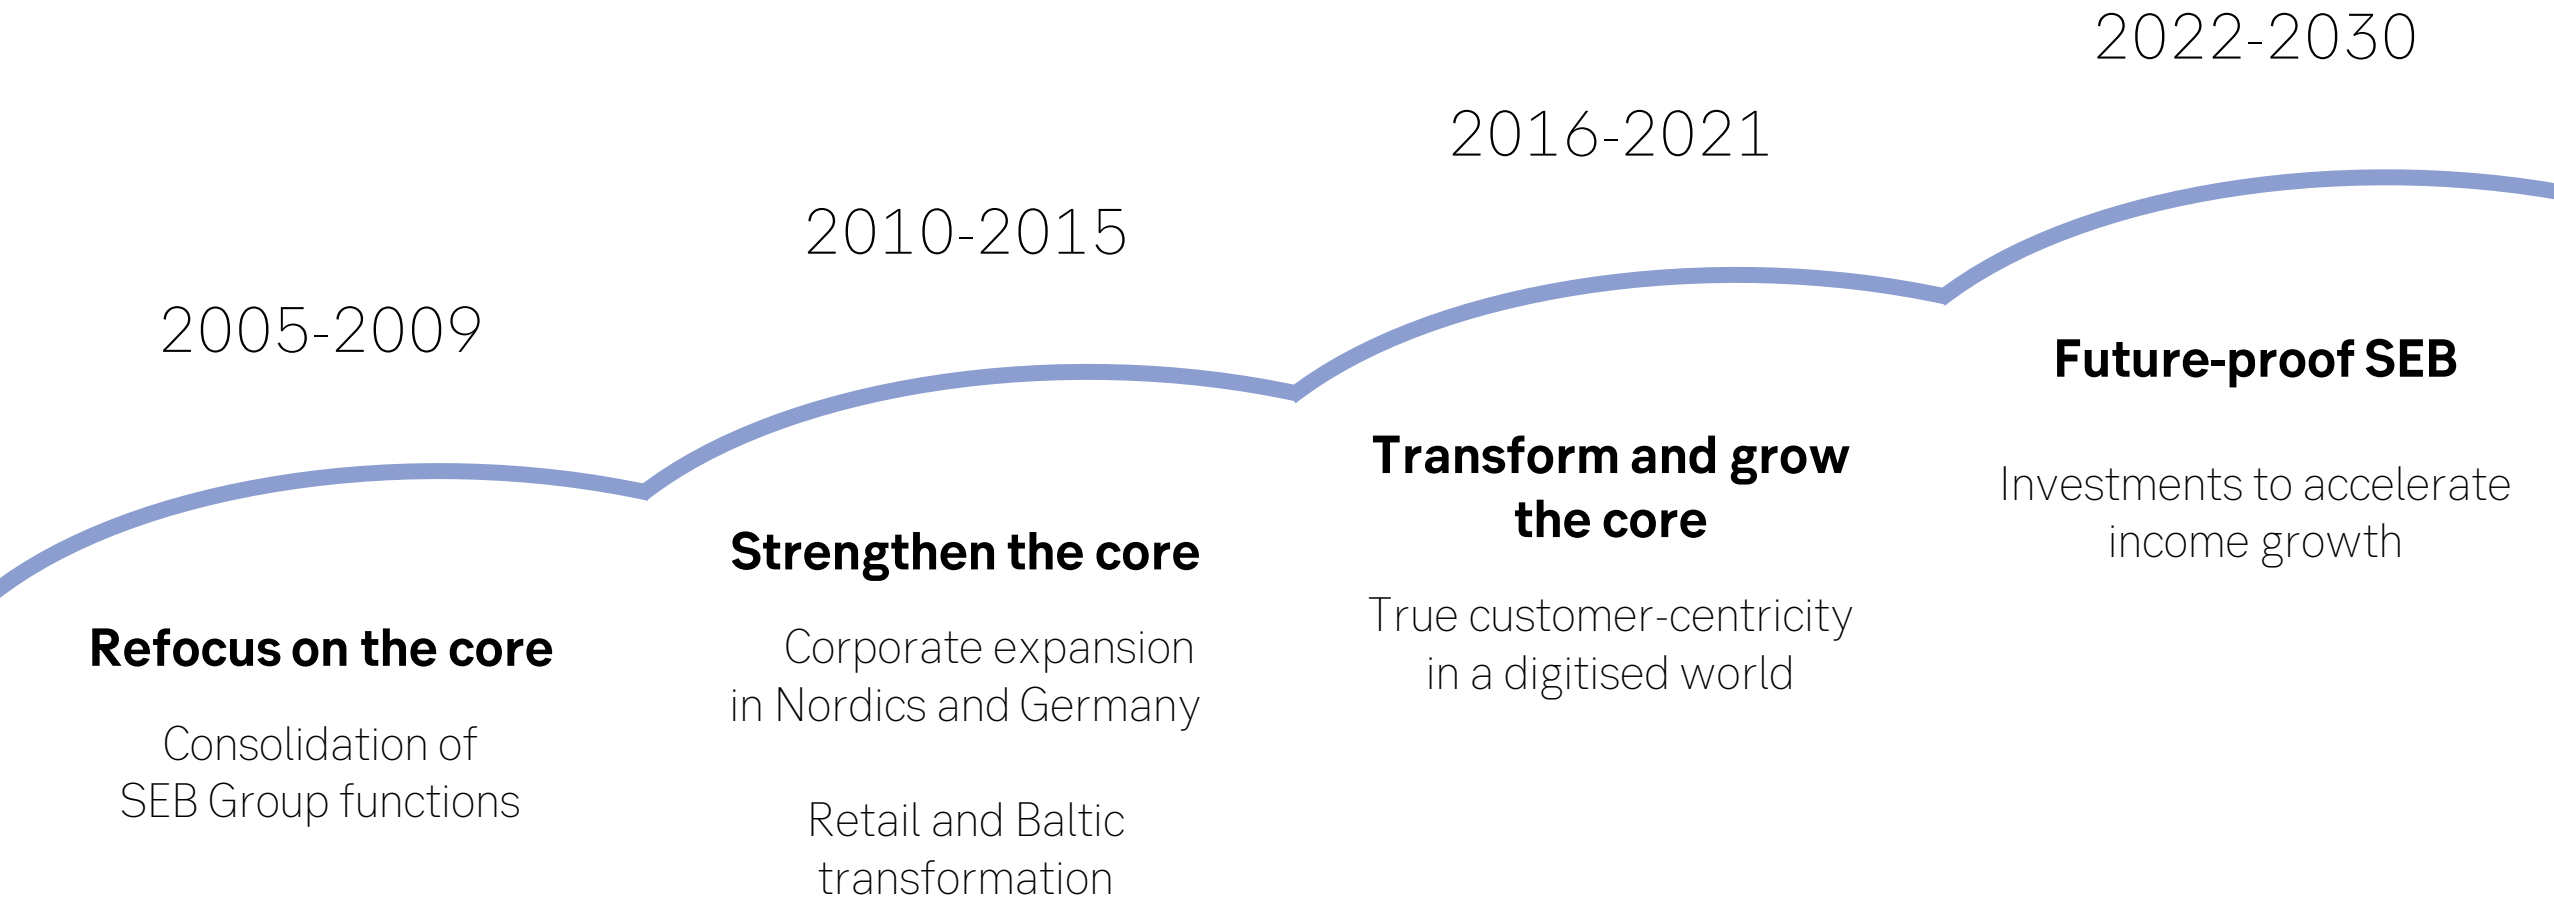 2005-2009
Refocus on the core
Consolidation of
SEB Group functions
2010-2015
Strengthen the core
Corporate expansion
in Nordics and Germany
Retail and Baltic
transformation
2016-2021
Transform and grow
the core
True customer-centricity
in a digitised world
2022-2030
Future-proof SEB
Investments to accelerate
income growth